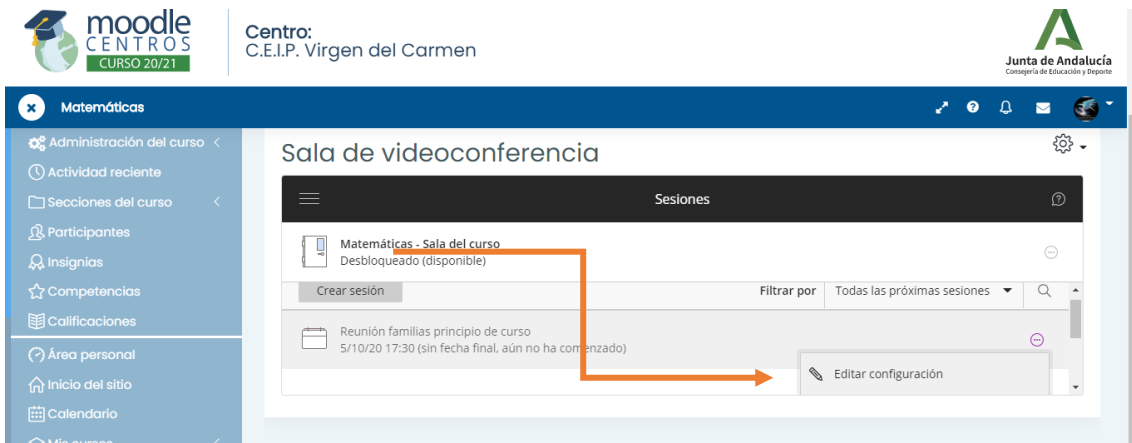 moodle
CENTROS
CURSO 20/21
Centro:
C.E.I.P. Virgen del Carmen
Junta de Andalucía
Consejería de Educación y Deporte
Matemáticas
Administración del curso
Actividad reciente
Secciones del curso
Participantes
Insignias
Competencias
Calificaciones
Área personal
Inicio del sitio
Calendario
Mis cursos
Sala de videoconferencia
Sesiones
Matemáticas - Sala del curso
Desbloqueado (disponible)
Crear sesión
Filtrar por
Todas las próximas sesiones
Reunión familias principio de curso
5/10/20 17:30 (sin fecha final, aún no ha comenzado)
Editar configuración